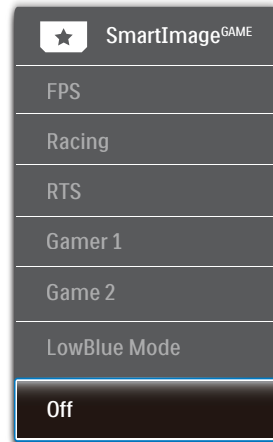 SmartImageGAME
FPS
Racing
RTS
Gamer 1
Game 2
LowBlue Mode
Off